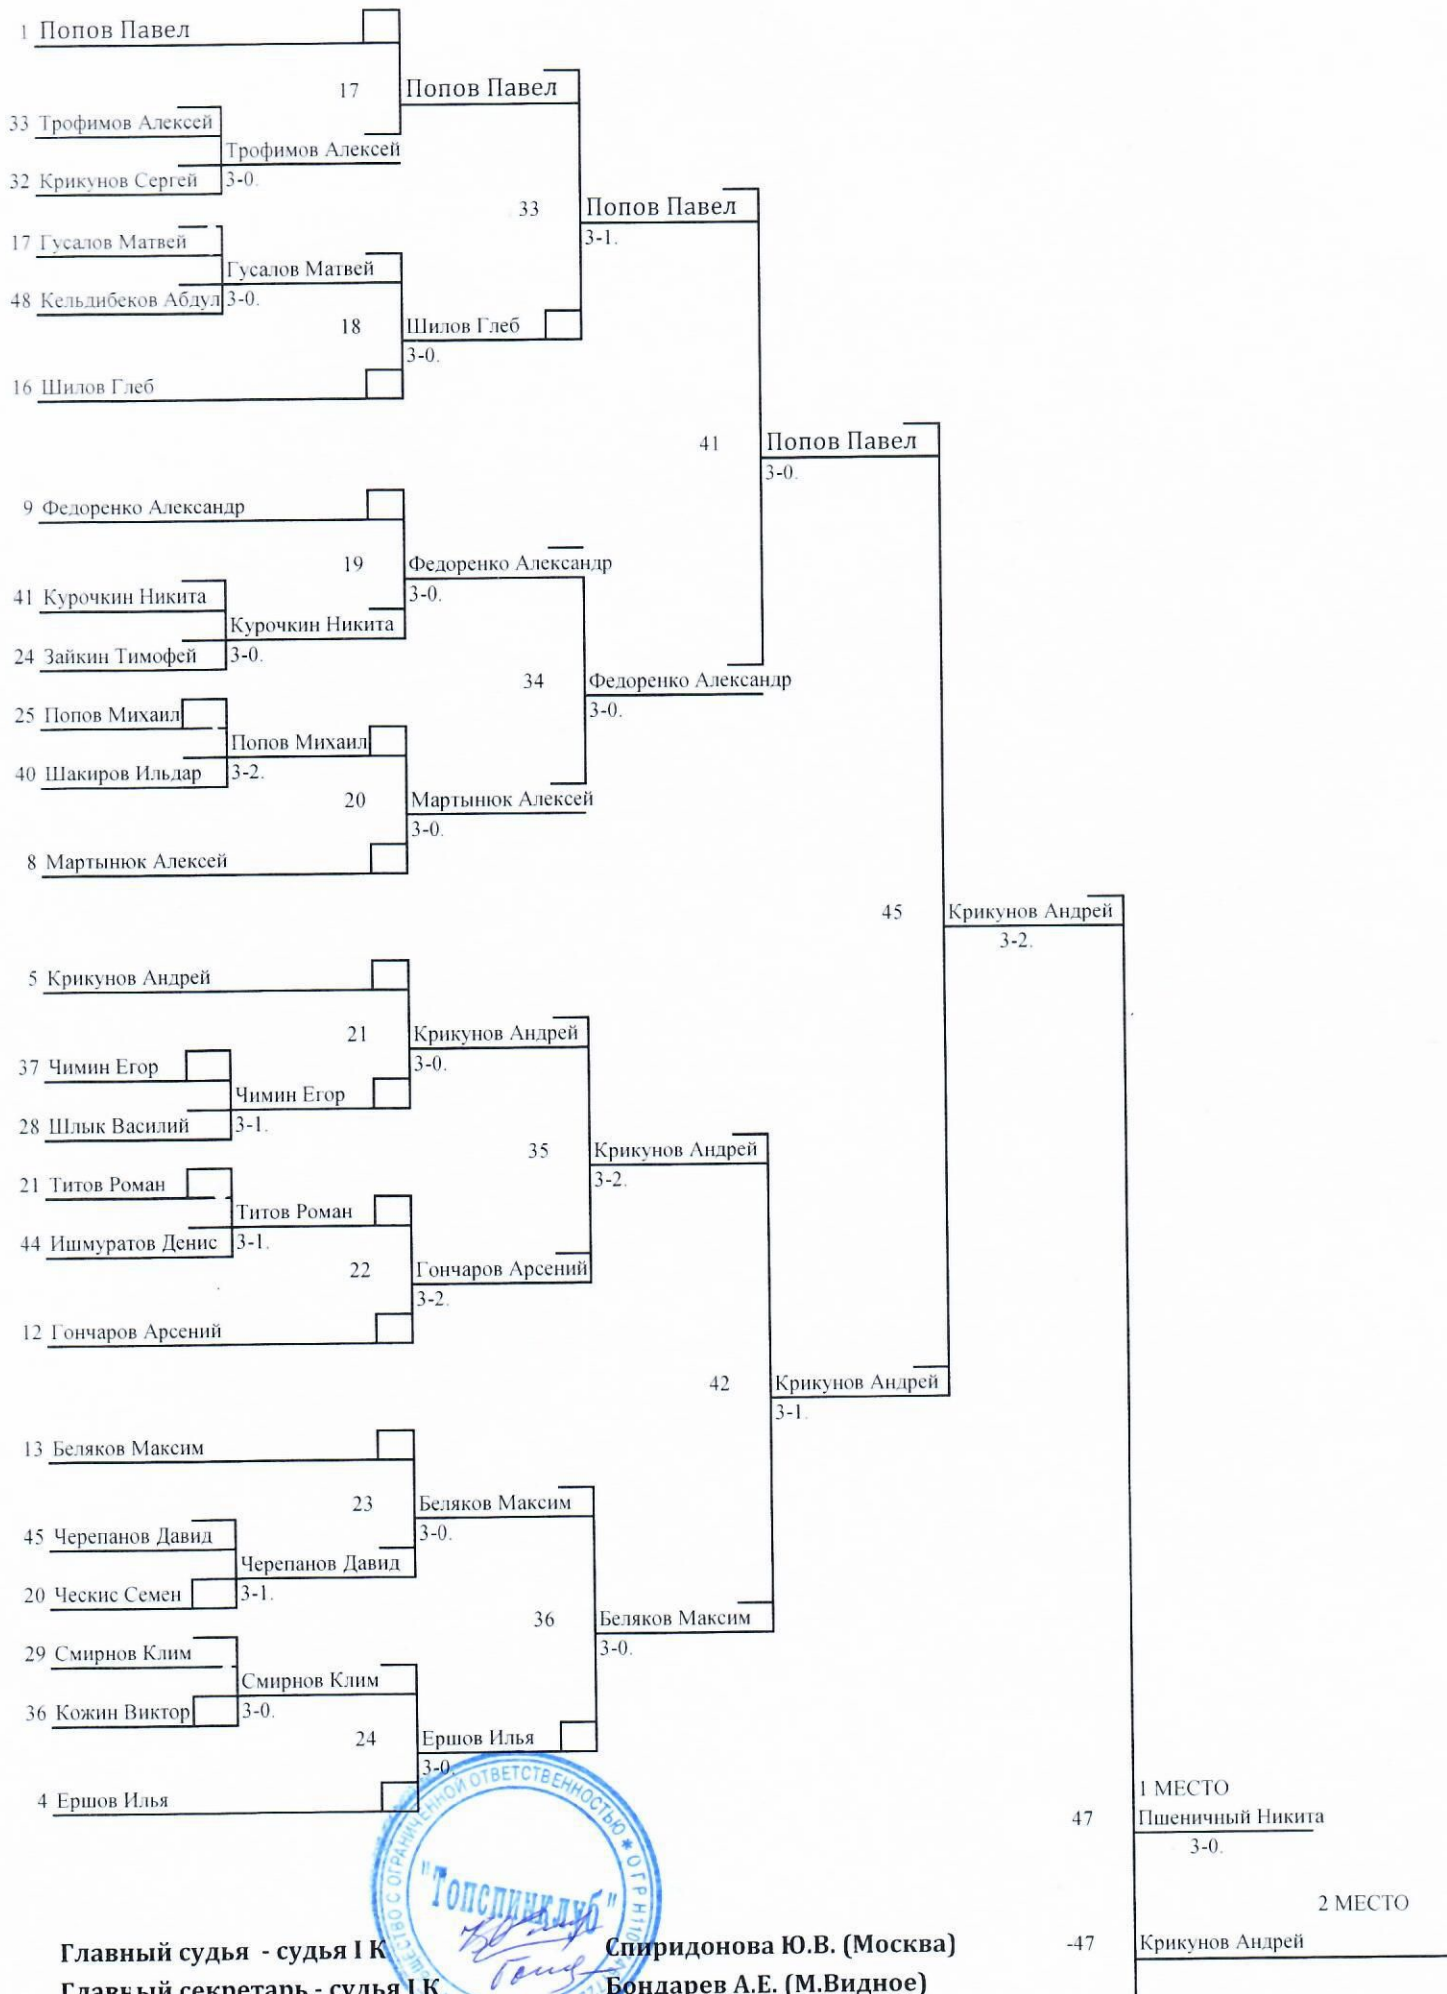 1 Попов Павел
17 Попов Павел
33 Трофимов Алексей
Трофимов Алексей
32 Крикунов Сергей 3-0.
33 Попов Павел
3-1.
17 Гусалов Матвей
Гусалов Матвей
48 Кельдибеков Абдул 3-0.
18 Шилов Глеб
3-0.
16 Шилов Глеб
41 Попов Павел
3-0.
9 Федоренко Александр
19 Федоренко Александр
3-0.
41 Курочкин Никита
Курочкин Никита
24 Зайкин Тимофей 3-0.
34 Федоренко Александр
3-0.
25 Попов Михаил
Попов Михаил
40 Шакиров Ильдар 3-2.
20 Мартынюк Алексей
3-0.
8 Мартынюк Алексей
45 Крикунов Андрей
3-2.
5 Крикунов Андрей
21 Крикунов Андрей
3-0.
37 Чимин Егор
Чимин Егор
28 Шлык Василий 3-1.
35 Крикунов Андрей
3-2.
21 Титов Роман
Титов Роман
44 Ишмуратов Денис 3-1.
22 Гончаров Арсений
3-2.
12 Гончаров Арсений
42 Крикунов Андрей
3-1.
13 Беляков Максим
23 Беляков Максим
3-0.
45 Черепанов Давид
Черепанов Давид
20 Ческис Семен 3-1.
36 Беляков Максим
3-0.
29 Смирнов Клим
Смирнов Клим
36 Кожин Виктор 3-0.
24 Ершов Илья
3-0.
4 Ершов Илья
1 МЕСТО
47 Пшеничный Никита
3-0.
2 МЕСТО
-47 Крикунов Андрей
ОБЩЕСТВО С ОГРАНИЧЕННОЙ ОТВЕТСТВЕННОСТЬЮ * ОГРН
"Топспинклуб"
Главный судья - судья I К Спиридонова Ю.В. (Москва)
Главный секретарь - судья I К Бондарев А.Е. (М.Видное)